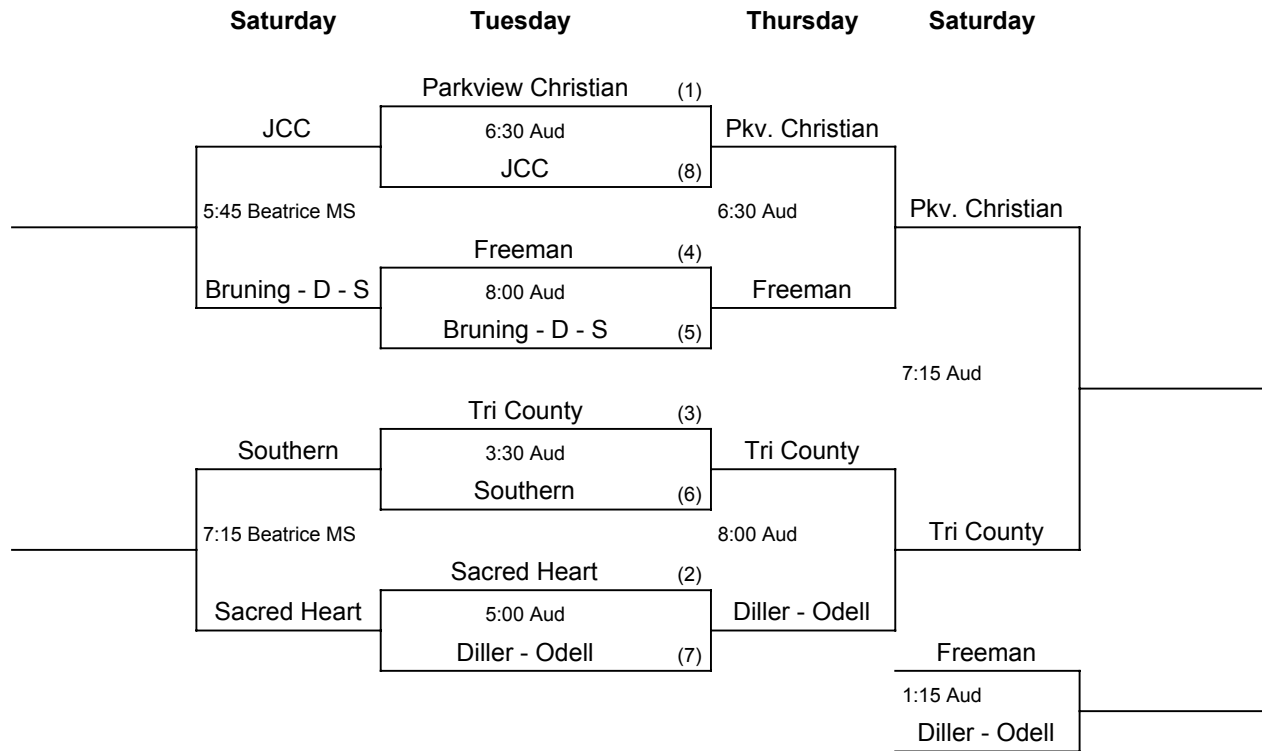 Saturday Tuesday Thursday Saturday
Parkview Christian (1)
JCC 6:30 Aud Pkv. Christian
JCC (8)
5:45 Beatrice MS 6:30 Aud Pkv. Christian
Freeman (4)
Bruning - D - S 8:00 Aud Freeman
Bruning - D - S (5)
7:15 Aud
Tri County (3)
Southern 3:30 Aud Tri County
Southern (6)
7:15 Beatrice MS 8:00 Aud Tri County
Sacred Heart (2)
Sacred Heart 5:00 Aud Diller - Odell
Diller - Odell (7) Freeman
1:15 Aud
Diller - Odell